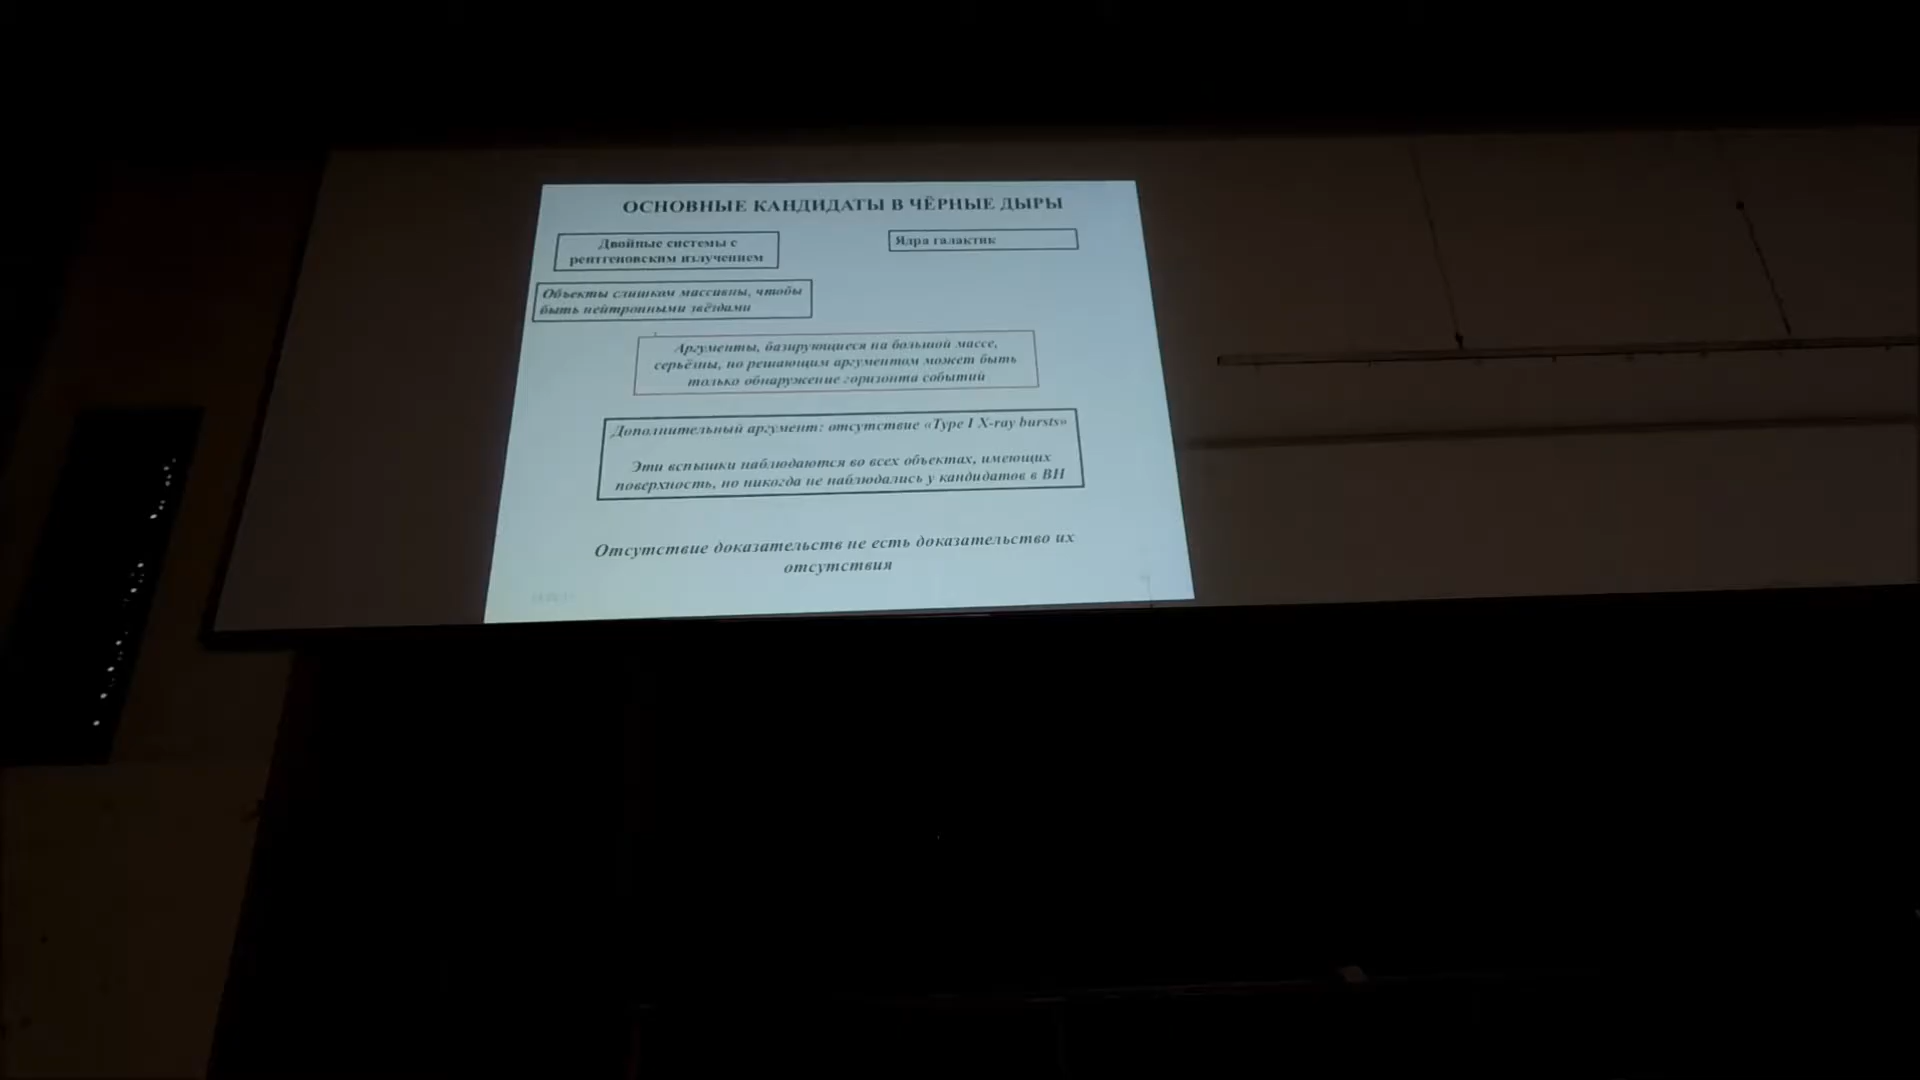 ОСНОВНЫЕ КАНДИДАТЫ В ЧЁРНЫЕ ДЫРЫ
Двойные системы с
рентгеновским излучением
Ядра галактик
Объекты слишком массивны, чтобы
быть нейтронными звёздами
Аргументы, базирующиеся на большой массе,
серьёзны, но решающим аргументом может быть
только обнаружение горизонта событий
Дополнительный аргумент: отсутствие «Type I X-ray bursts»
Эти вспышки наблюдаются во всех объектах, имеющих
поверхность, но никогда не наблюдались у кандидатов в BH
Отсутствие доказательств не есть доказательство их
отсутствия